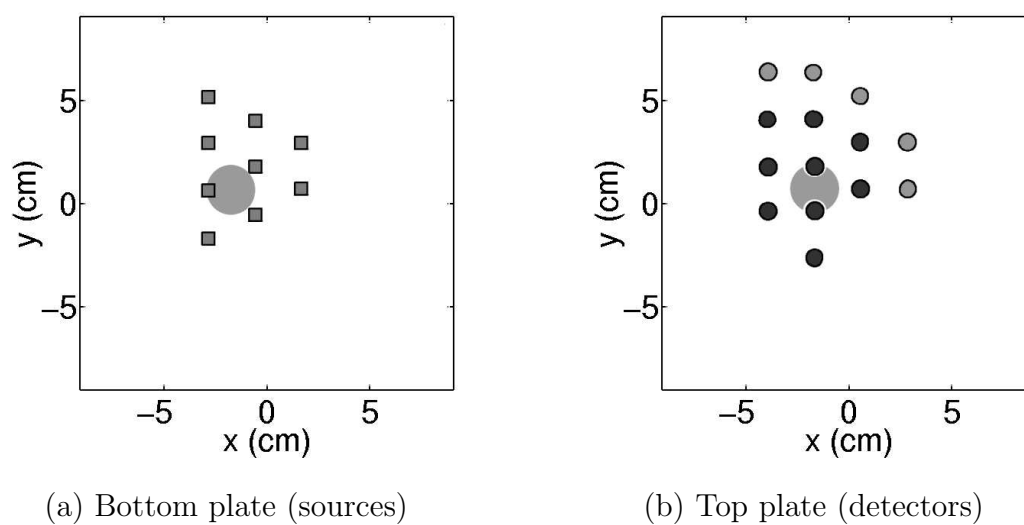 5
0
−5
y (cm)
−5 0 5
x (cm)
(a) Bottom plate (sources)
5
0
−5
y (cm)
−5 0 5
x (cm)
(b) Top plate (detectors)